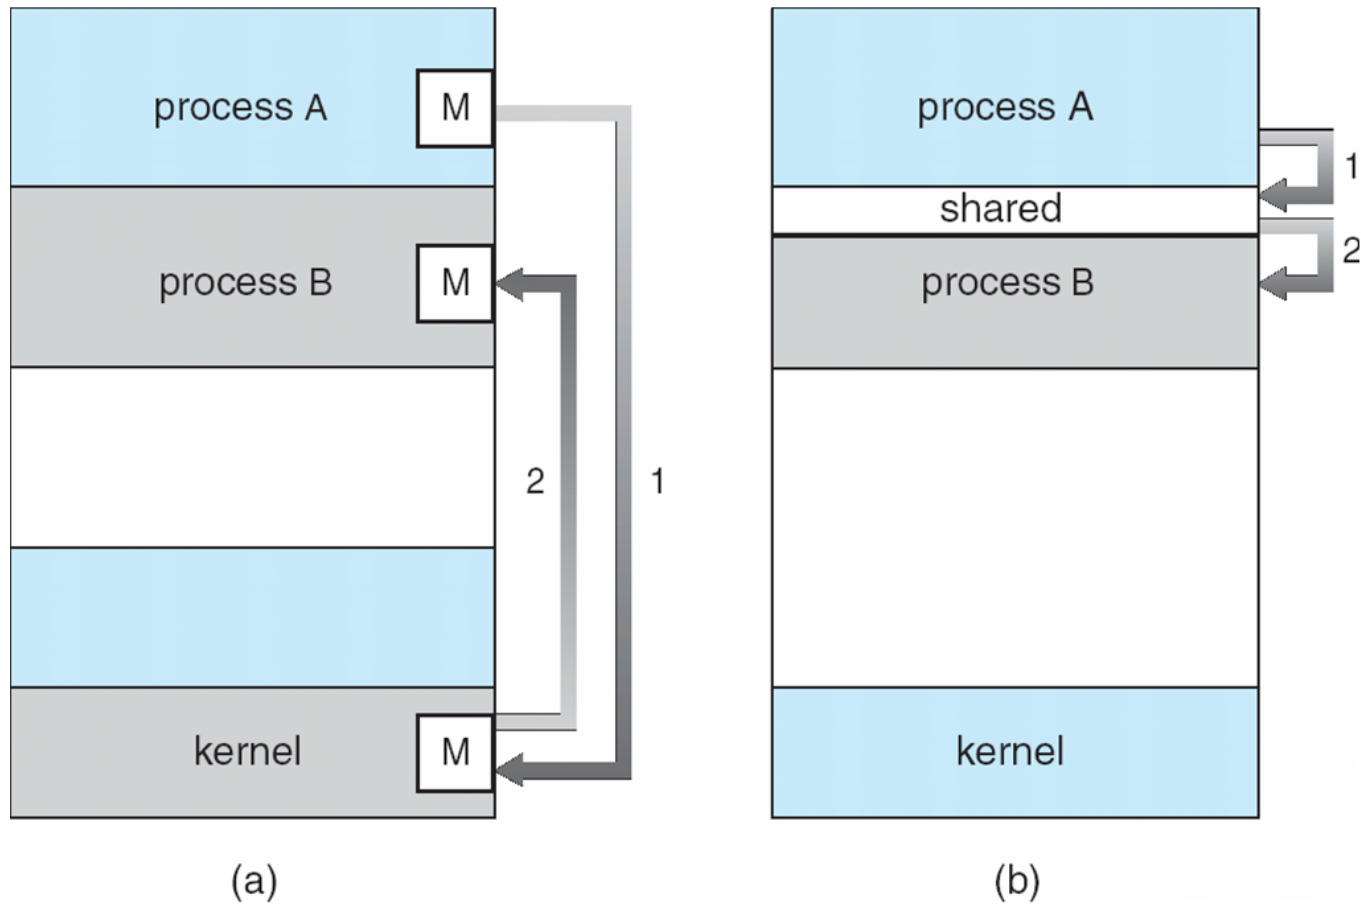 process A
M
process B
M
2
1
kernel
M
(a)
process A
1
shared
2
process B
kernel
(b)